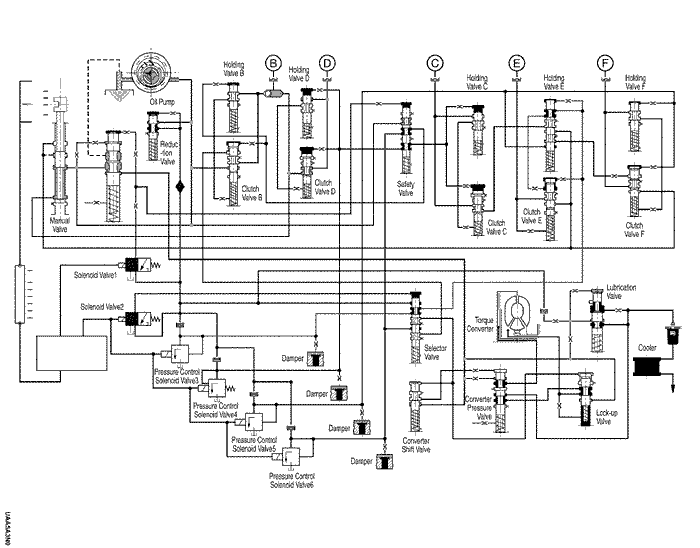 Holding
Valve B
B
Holding
Valve D
D
C
Holding
Valve C
E
Holding
Valve E
F
Holding
Valve F
Oil Pump
Reduc
-tion
Valve
Clutch
Valve B
Clutch
Valve D
Safety
Valve
Clutch
Valve C
Clutch
Valve E
Clutch
Valve F
Manual
Valve
Solenoid Valve1
Solenoid Valve2
Lubrication
Valve
Torque
Converter
Cooler
Selector
Valve
Damper
Pressure Control
Solenoid Valve3
Damper
Pressure Control
Solenoid Valve4
Damper
Pressure Control
Solenoid Valve5
Damper
Pressure Control
Solenoid Valve6
Converter
Shift Valve
Converter
Pressure Valve
Lock-up
Valve